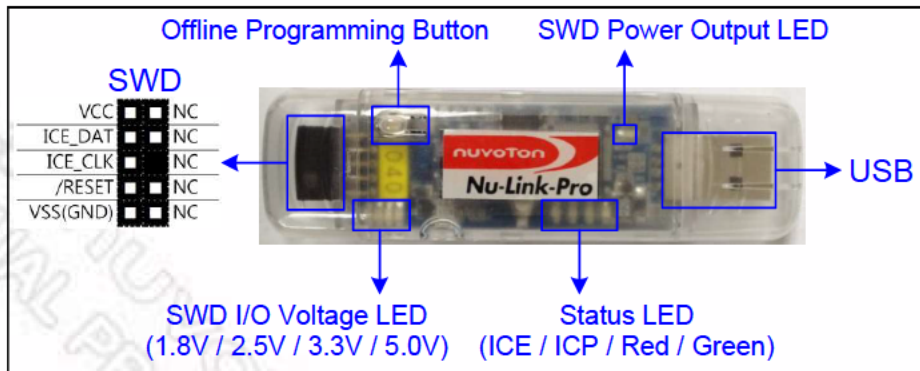 Offline Programming Button
SWD Power Output LED
SWD
VCC NC
ICE_DAT NC
ICE_CLK NC
/RESET NC
VSS(GND) NC
040
nuvoTon
Nu-Link-Pro
USB
SWD I/O Voltage LED
(1.8V / 2.5V / 3.3V / 5.0V)
Status LED
(ICE / ICP / Red / Green)